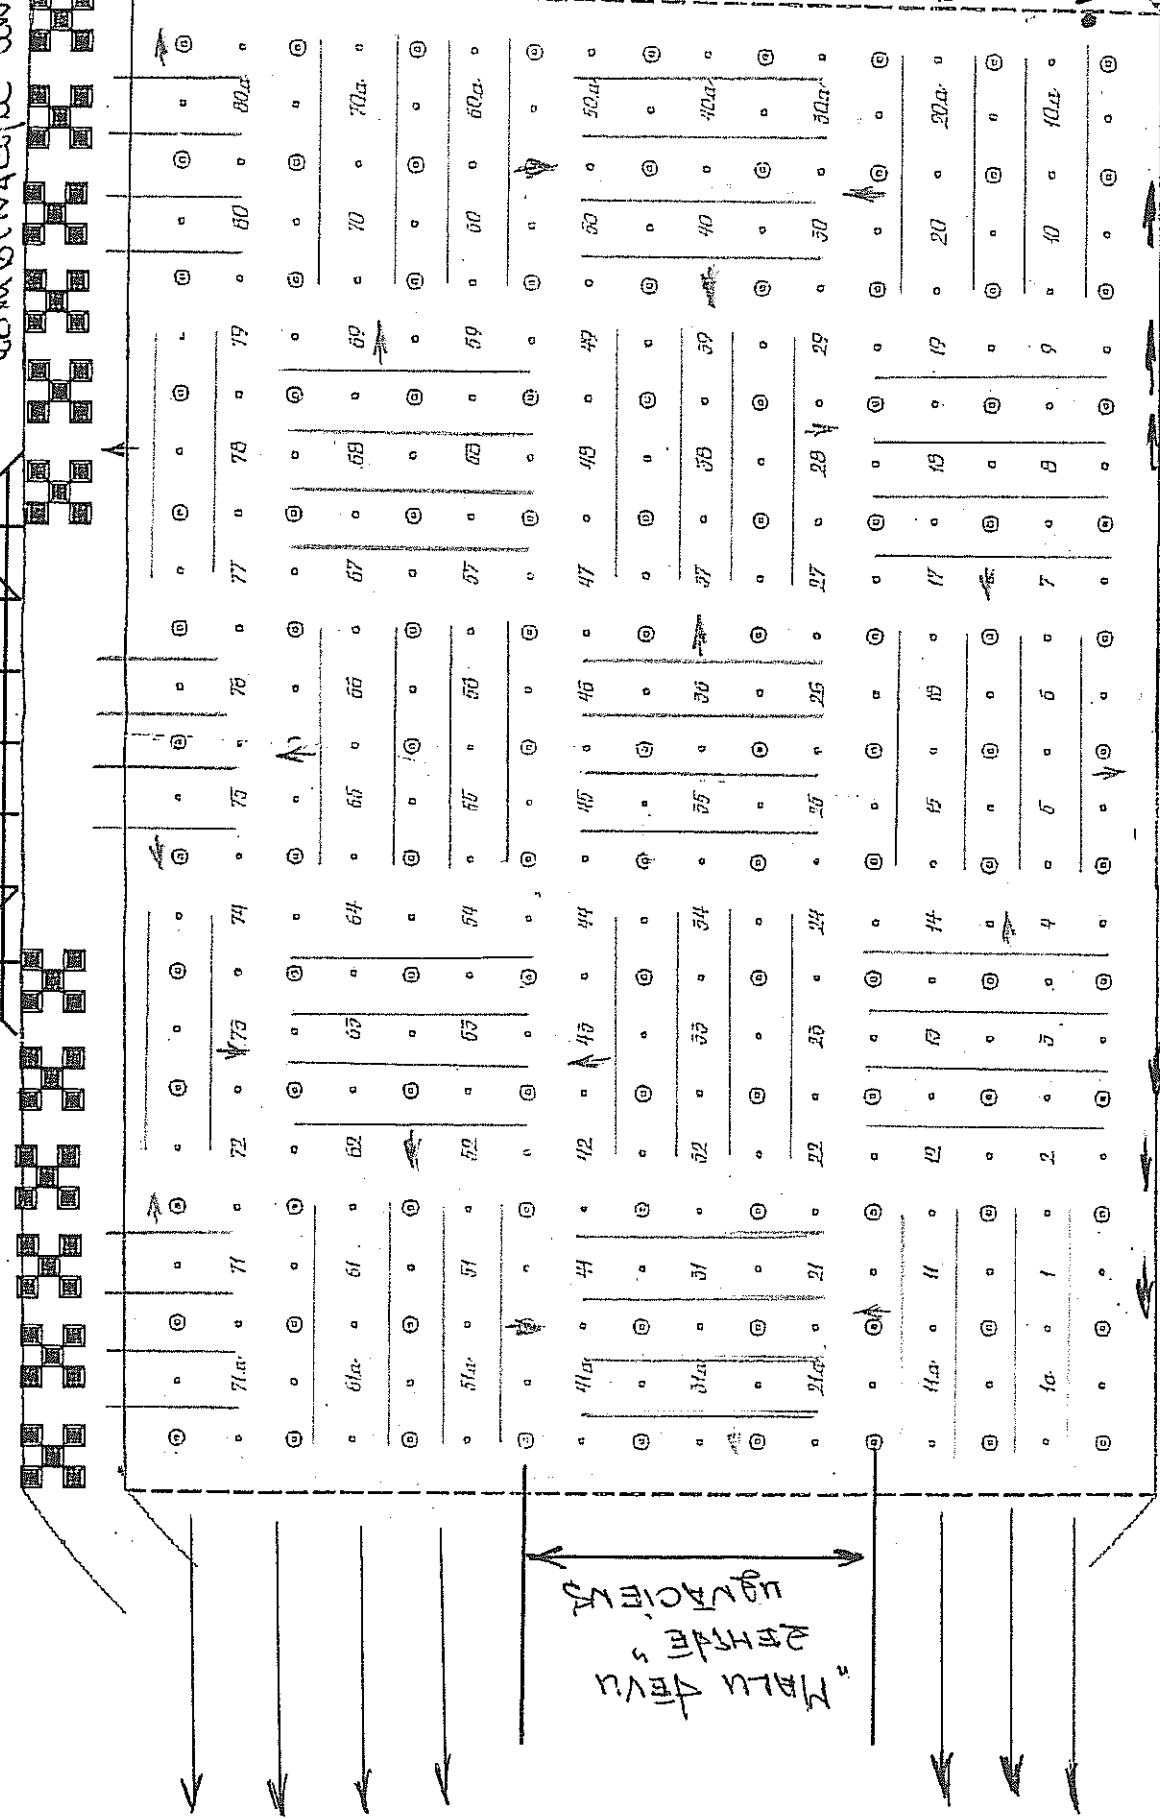 71a 71 72 73 74 75 76 77 78 79 80 80a
61a 61 62 63 64 65 66 67 68 69 70 70a
51a 51 52 53 54 55 56 57 58 59 60 60a
41a 41 42 43 44 45 46 47 48 49 50 50a
31a 31 32 33 34 35 36 37 38 39 40 40a
21a 21 22 23 24 25 26 27 28 29 30 30a
11a 11 12 13 14 15 16 17 18 19 20 20a
1a 1 2 3 4 5 6 7 8 9 10 10a
„MALU DEVU
UZNĀCIENS